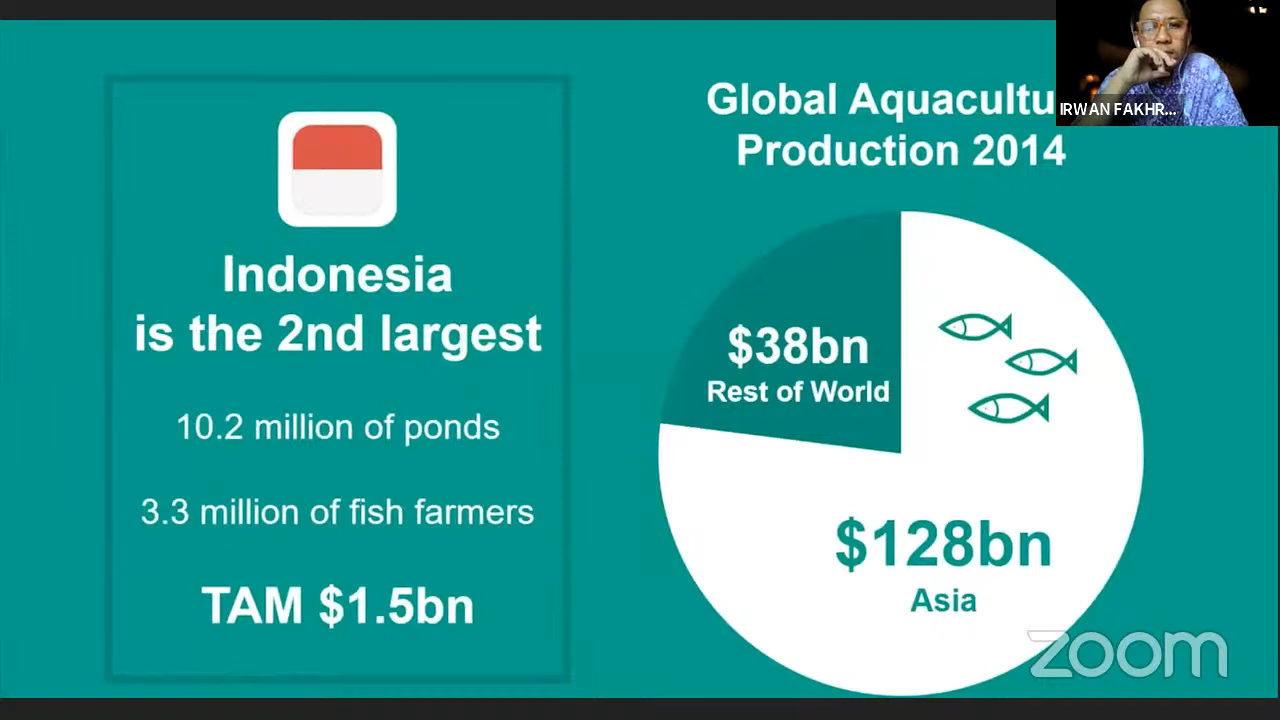 Indonesia
is the 2nd largest
10.2 million of ponds
3.3 million of fish farmers
TAM $1.5bn
Global Aquacultu
Production 2014
$38bn
Rest of World
$128bn
Asia
IRWAN FAKHR...
zoom